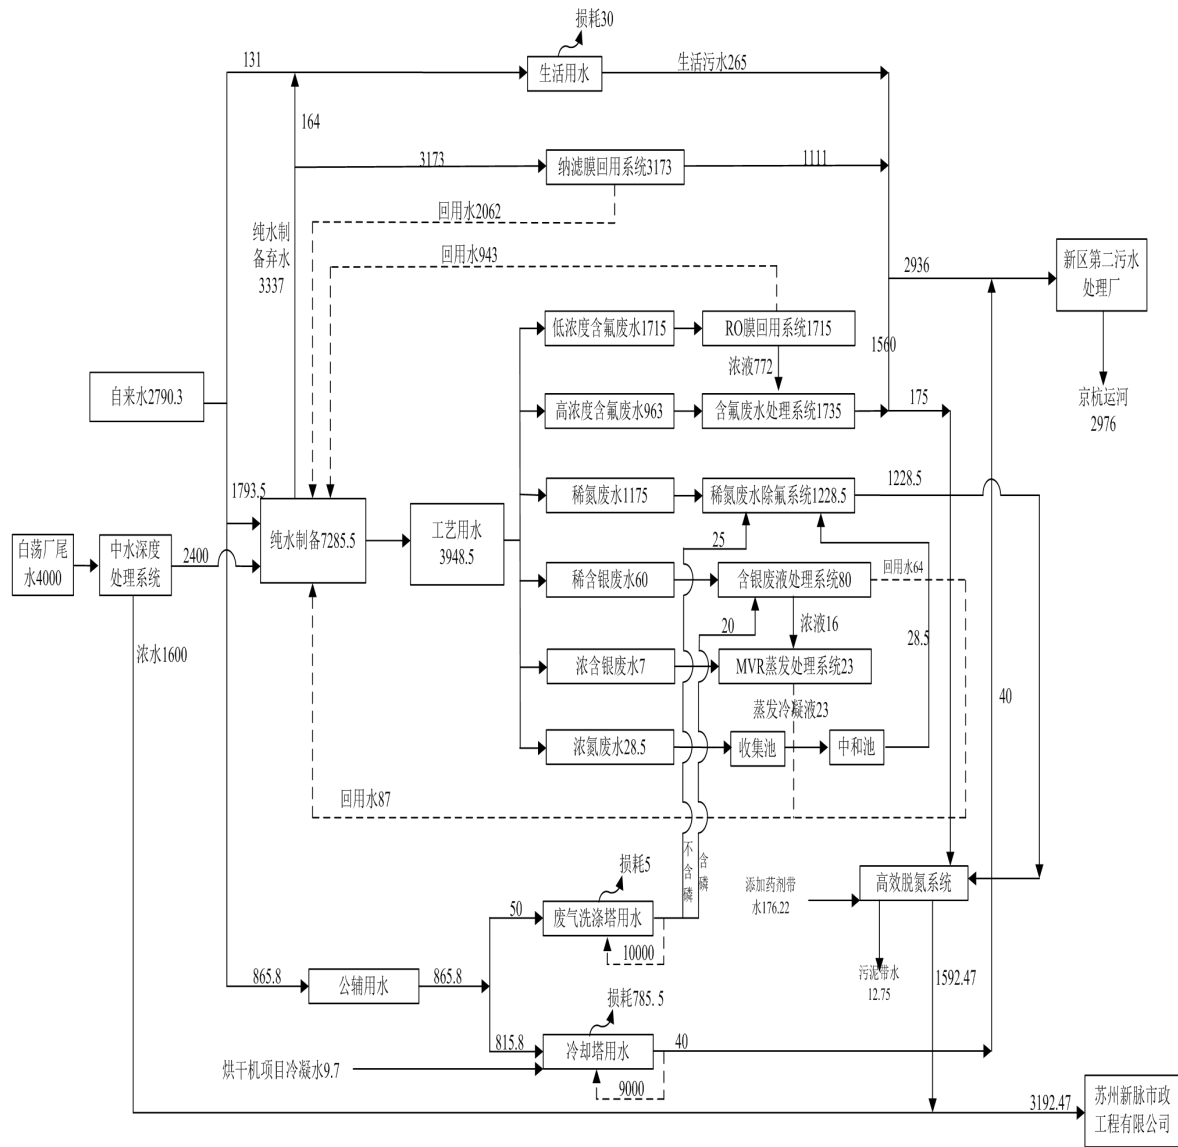 损耗30
131
生活用水
生活污水265
164
3173
纳滤膜回用系统3173
1111
回用水2062
纯水制
备弃水
3337
回用水943
2936
新区第二污水
处理厂
低浓度含氟废水1715
RO膜回用系统1715
1560
浓液772
自来水2790.3
高浓度含氟废水963
含氟废水处理系统1735
175
京杭运河
2976
1793.5
稀氮废水1175
稀氮废水除氟系统1228.5
1228.5
白荡厂尾
水4000
中水深度
处理系统
2400
纯水制备7285.5
工艺用水
3948.5
25
稀含银废水60
含银废液处理系统80
回用水64
浓水1600
20
浓液16
28.5
浓含银废水7
MVR蒸发处理系统23
蒸发冷凝液23
40
浓氮废水28.5
收集池
中和池
回用水87
不含磷
含磷
损耗5
添加药剂带
水176.22
高效脱氮系统
50
废气洗涤塔用水
10000
865.8
公辅用水
865.8
污泥带水
12.75
1592.47
损耗785.5
815.8
冷却塔用水
40
烘干机项目冷凝水9.7
9000
3192.47
苏州新脉市政
工程有限公司